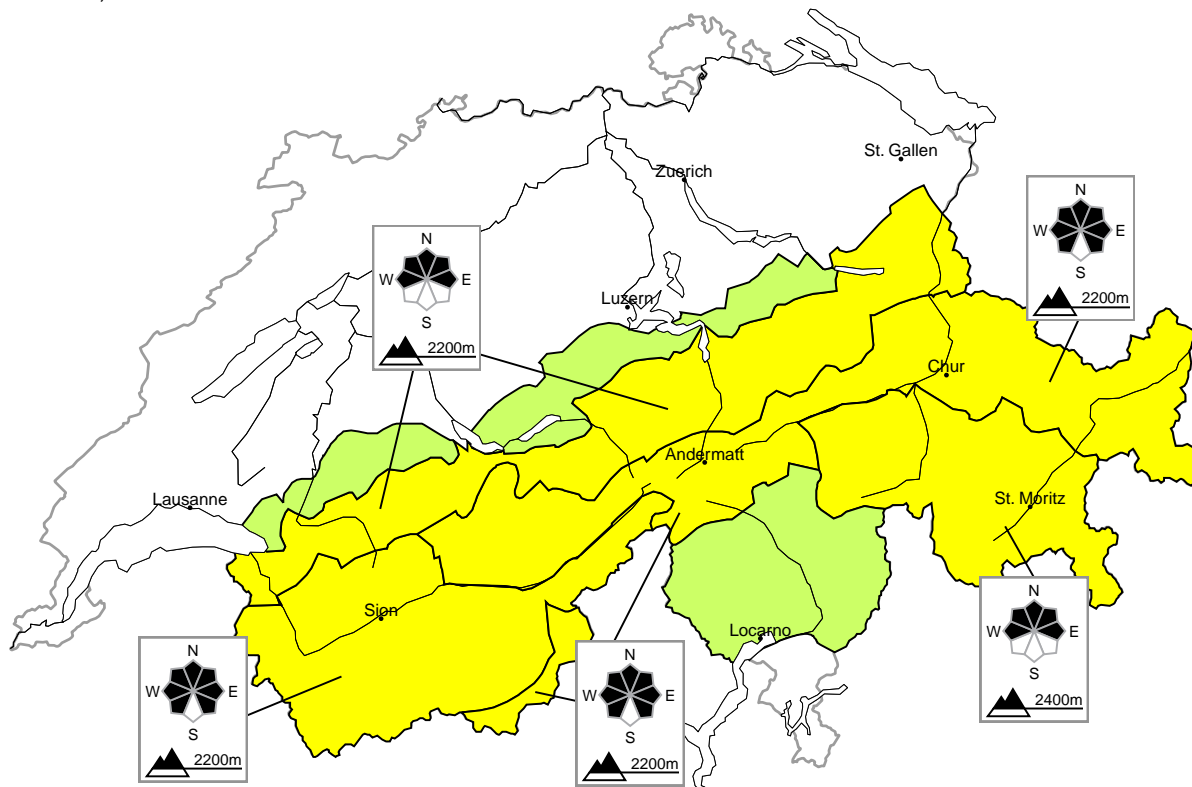 St. Gallen
Zuerich
N
W E
S
2200m
N
W E
S
2200m
Luzern
Chur
Andermatt
Lausanne
St. Moritz
Sion
Locarno
N
W E
S
2400m
N
W E
S
2200m
N
W E
S
2200m